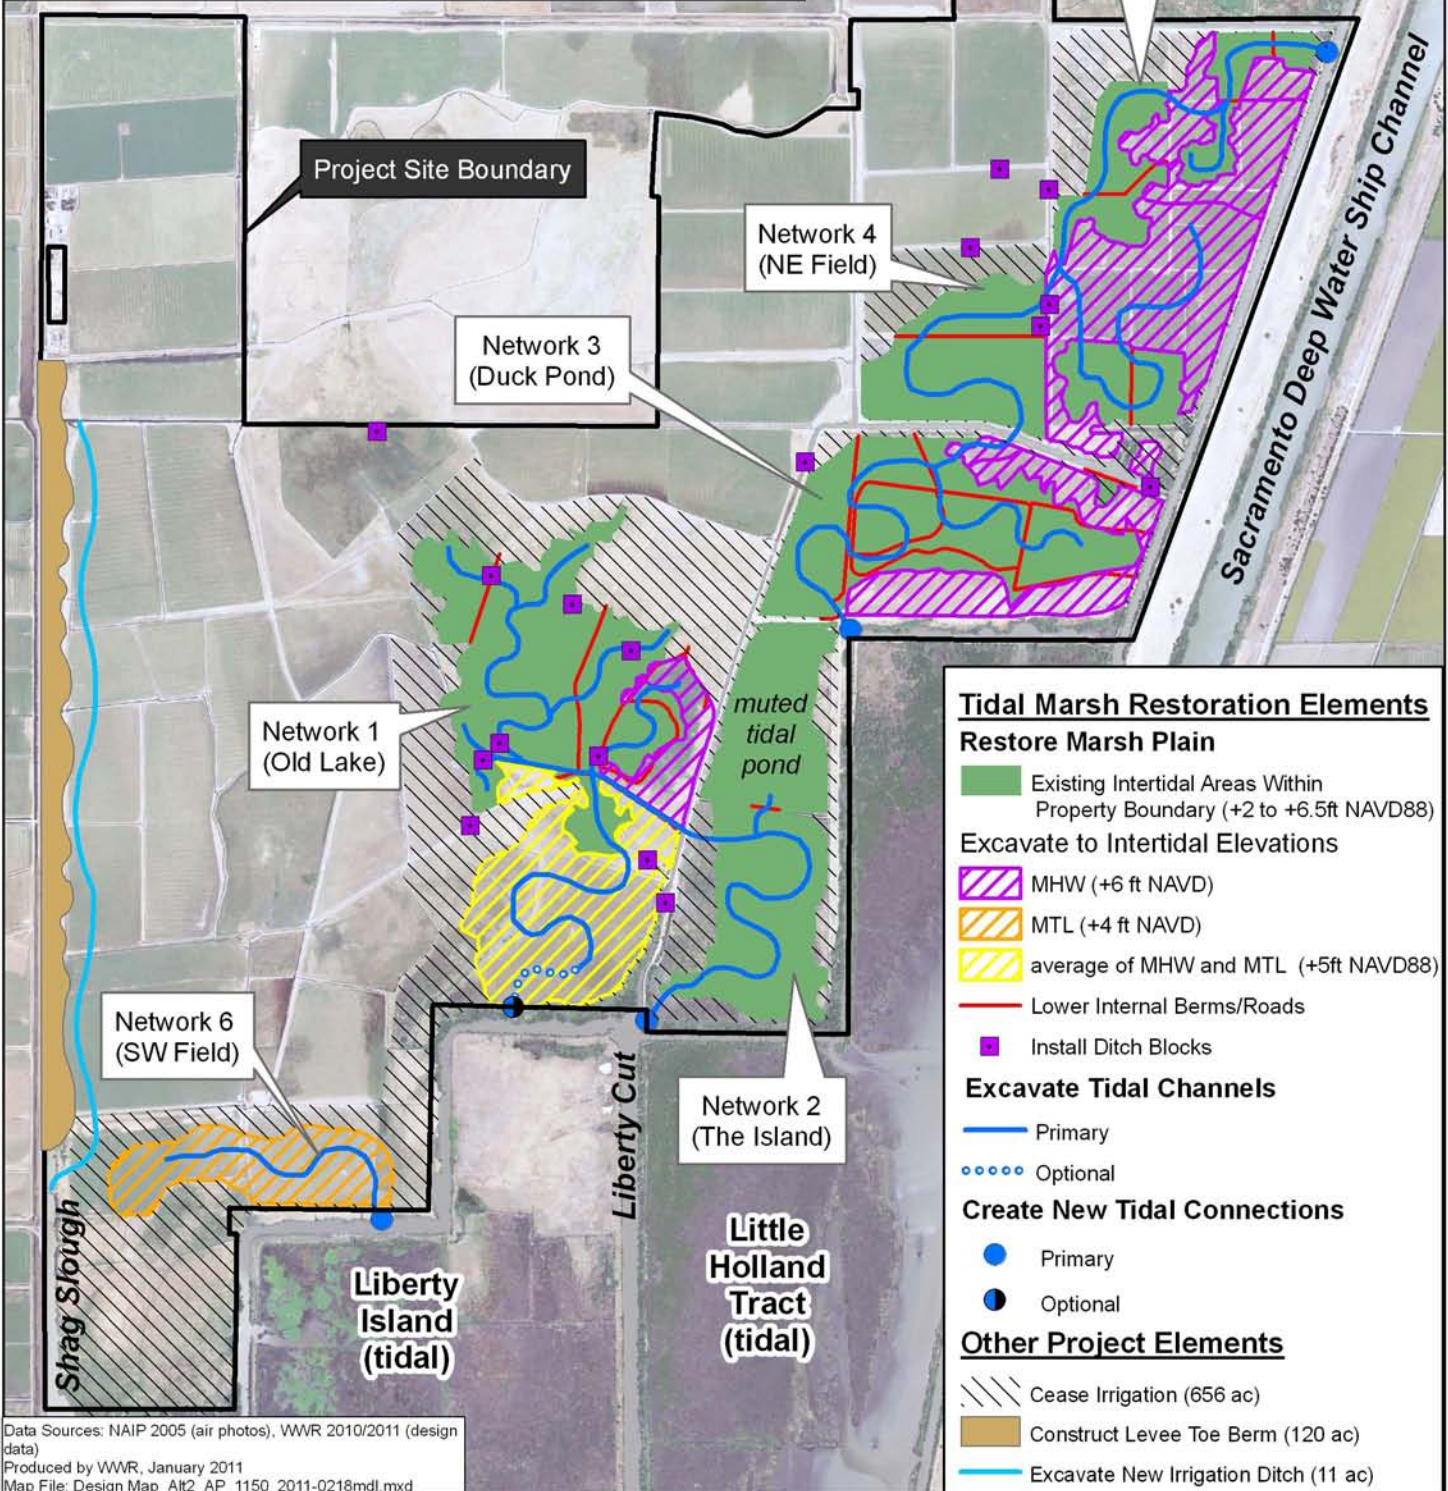 Project Site Boundary
Network 4
(NE Field)
Network 3
(Duck Pond)
Sacramento Deep Water Ship Channel
Network 1
(Old Lake)
muted
tidal
pond
Network 6
(SW Field)
Network 2
(The Island)
Liberty Cut
Shag Slough
Liberty
Island
(tidal)
Little
Holland
Tract
(tidal)
Tidal Marsh Restoration Elements
Restore Marsh Plain
Existing Intertidal Areas Within
Property Boundary (+2 to +6.5ft NAVD88)
Excavate to Intertidal Elevations
MHW (+6 ft NAVD)
MTL (+4 ft NAVD)
average of MHW and MTL (+5ft NAVD88)
Lower Internal Berms/Roads
Install Ditch Blocks
Excavate Tidal Channels
Primary
Optional
Create New Tidal Connections
Primary
Optional
Other Project Elements
Cease Irrigation (656 ac)
Construct Levee Toe Berm (120 ac)
Excavate New Irrigation Ditch (11 ac)
Data Sources: NAIP 2005 (air photos), WWR 2010/2011 (design
data)
Produced by WWR, January 2011
Map File: Design_Map_Alt2_AP_1150_2011-0218mdl.mxd